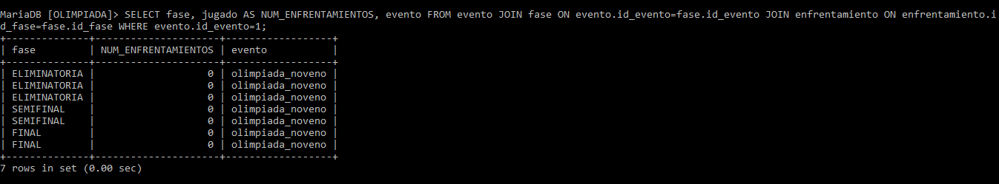 MariaDB [OLIMPIADA]> SELECT fase, jugado AS NUM_ENFRENTAMIENTOS, evento FROM evento JOIN fase ON evento.id_evento=fase.id_evento JOIN enfrentamiento ON enfrentamiento.i
d_fase=fase.id_fase WHERE evento.id_evento=1;
+--------------+---------------------+------------------+
| fase         | NUM_ENFRENTAMIENTOS | evento           |
+--------------+---------------------+------------------+
| ELIMINATORIA |                   0 | olimpiada_noveno |
| ELIMINATORIA |                   0 | olimpiada_noveno |
| ELIMINATORIA |                   0 | olimpiada_noveno |
| SEMIFINAL    |                   0 | olimpiada_noveno |
| SEMIFINAL    |                   0 | olimpiada_noveno |
| FINAL        |                   0 | olimpiada_noveno |
| FINAL        |                   0 | olimpiada_noveno |
+--------------+---------------------+------------------+
7 rows in set (0.00 sec)